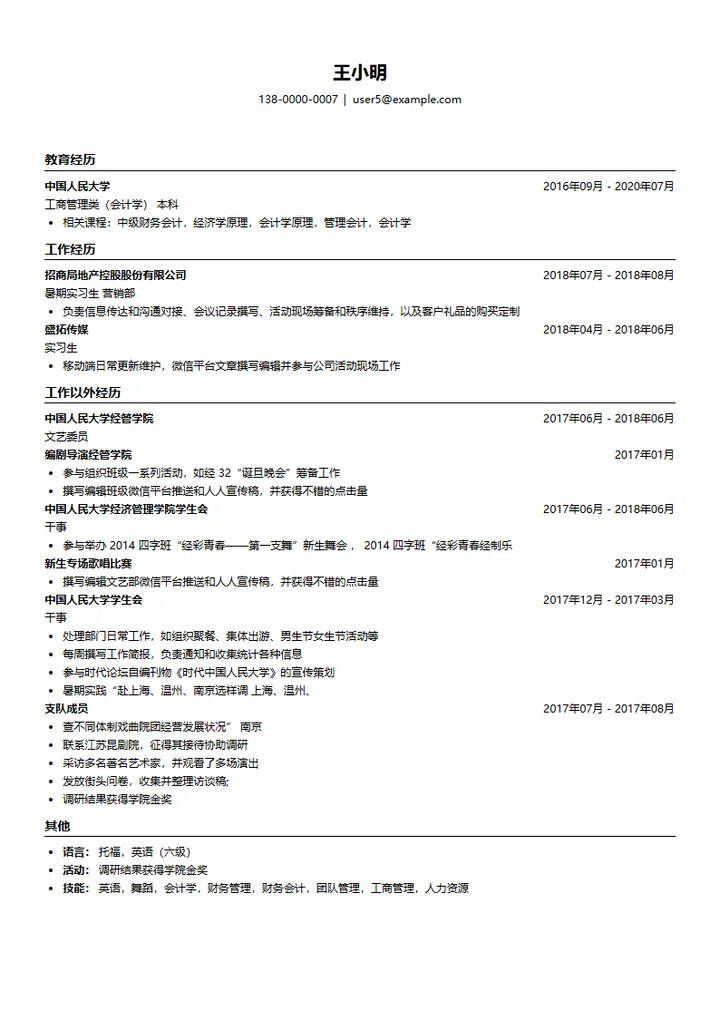 王小明
138-0000-0007 | user5@example.com
教育经历
中国人民大学 2016年09月 - 2020年07月
工商管理类（会计学） 本科
• 相关课程：中级财务会计，经济学原理，会计学原理，管理会计，会计学
工作经历
招商局地产控股股份有限公司 2018年07月 - 2018年08月
暑期实习生 营销部
• 负责信息传达和沟通对接、会议记录撰写、活动现场筹备和秩序维持，以及客户礼品的购买定制
盛拓传媒 2018年04月 - 2018年06月
实习生
• 移动端日常更新维护，微信平台文章撰写编辑并参与公司活动现场工作
工作以外经历
中国人民大学经管学院 2017年06月 - 2018年06月
文艺委员
编剧导演经管学院 2017年01月
• 参与组织班级一系列活动，如经 32“诞旦晚会”筹备工作
• 撰写编辑班级微信平台推送和人人宣传稿，并获得不错的点击量
中国人民大学经济管理学院学生会 2017年06月 - 2018年06月
干事
• 参与举办 2014 四字班“经彩青春——第一支舞”新生舞会， 2014 四字班“经彩青春经制乐
新生专场歌唱比赛 2017年01月
• 撰写编辑文艺部微信平台推送和人人宣传稿，并获得不错的点击量
中国人民大学学生会 2017年12月 - 2017年03月
干事
• 处理部门日常工作，如组织聚餐、集体出游、男生节女生节活动等
• 每周撰写工作简报，负责通知和收集统计各种信息
• 参与时代论坛自编刊物《时代中国人民大学》的宣传策划
• 暑期实践“赴上海、温州、南京选样调 上海、温州、
支队成员 2017年07月 - 2017年08月
• 查不同体制戏曲院团经营发展状况” 南京
• 联系江苏昆剧院，征得其接待协助调研
• 采访多名著名艺术家，并观看了多场演出
• 发放街头问卷，收集并整理访谈稿;
• 调研结果获得学院金奖
其他
• 语言： 托福，英语（六级）
• 活动： 调研结果获得学院金奖
• 技能： 英语，舞蹈，会计学，财务管理，财务会计，团队管理，工商管理，人力资源